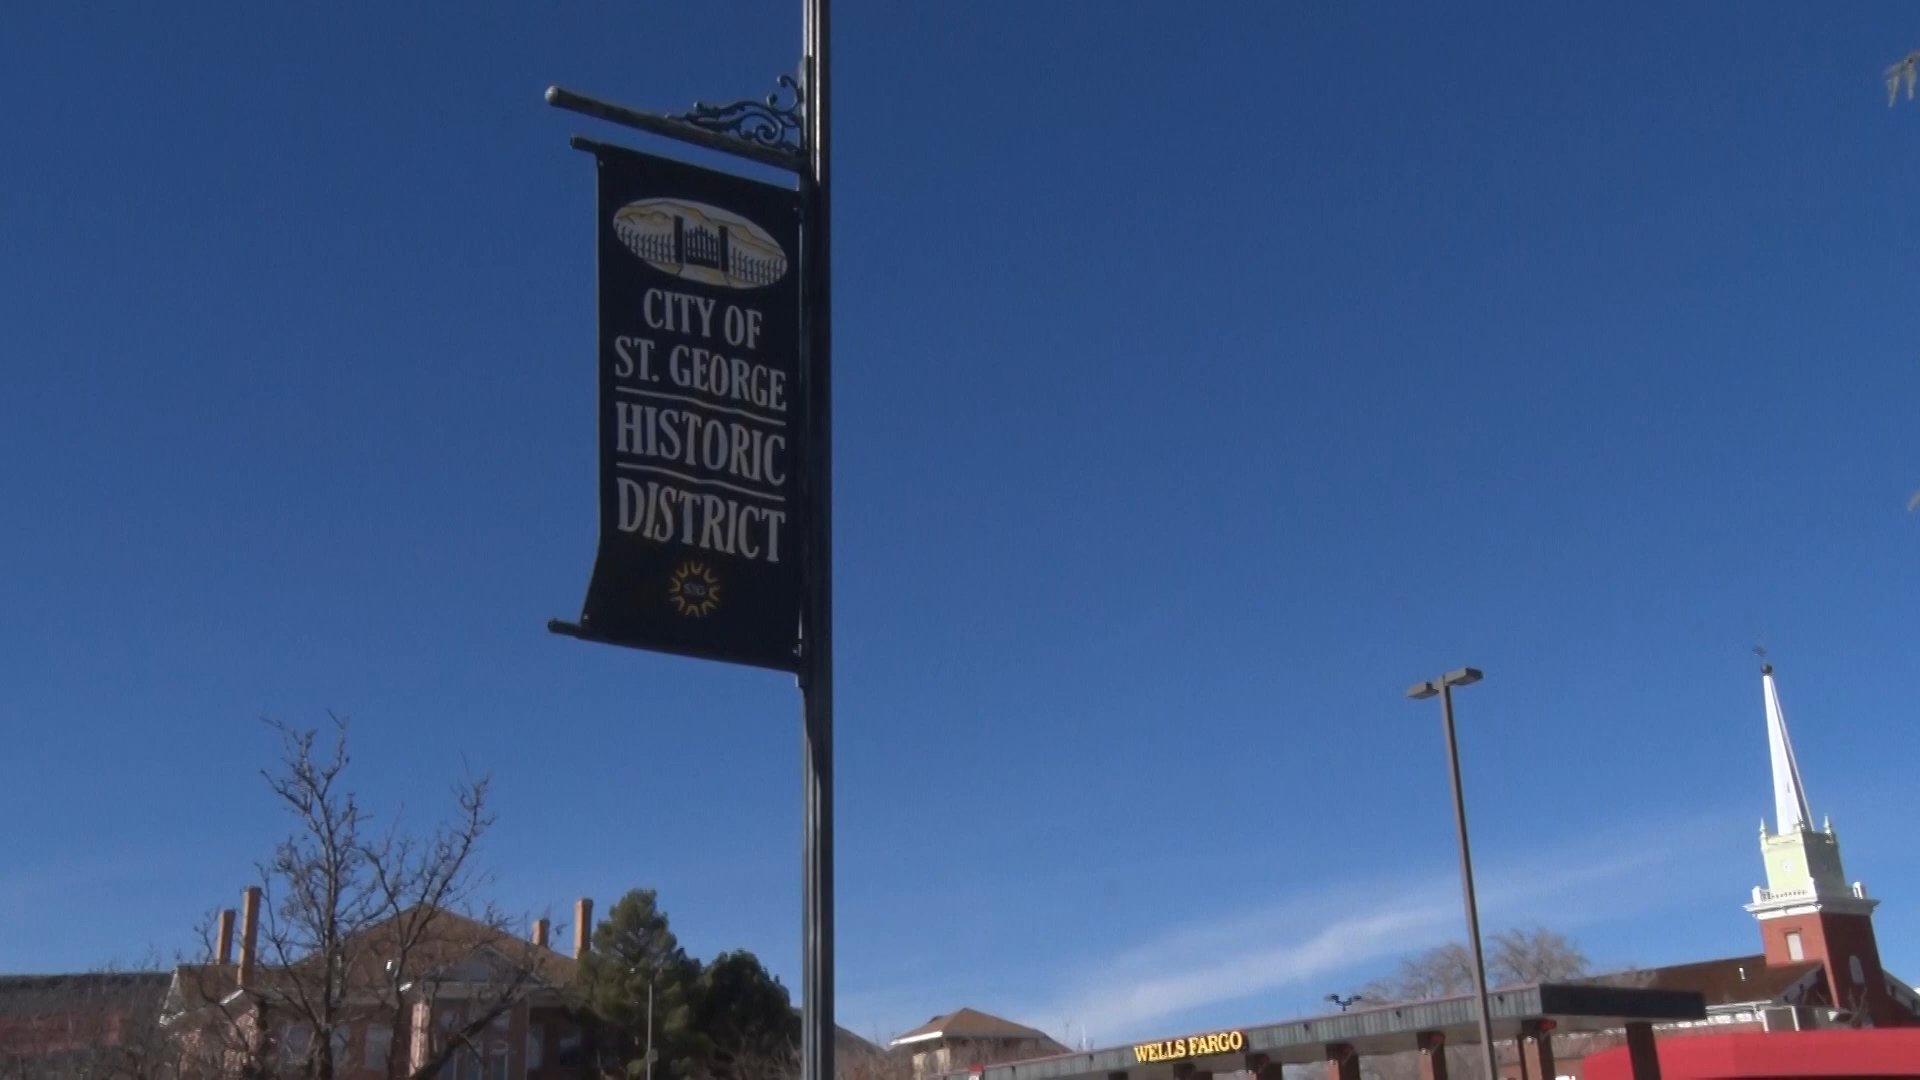 CITY OF
ST. GEORGE
HISTORIC
DISTRICT
WELLS FARGO